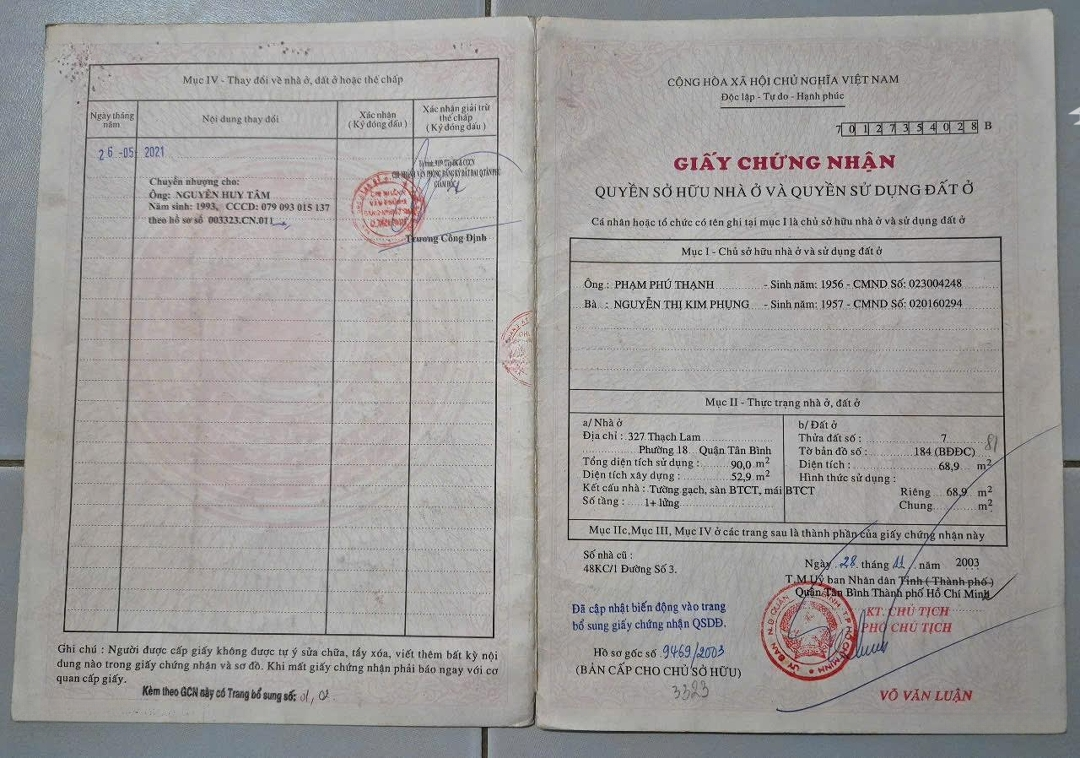 Mục IV - Thay đổi về nhà ở, đất ở hoặc thế chấp
Ngày tháng năm
Nội dung thay đổi
Xác nhận
( Ký đóng dấu )
Xác nhận giải trừ
thế chấp
( Ký đóng dấu )
26-05-2021
Chuyển nhượng cho:
Ông: NGUYỄN HUY TÂM
Năm sinh: 1993, CCCD: 079 093 015 137
theo hồ sơ số 003323.CN.011
Trương Công Định
Ghi chú : Người được cấp giấy không được tự ý sửa chữa, tẩy xóa, viết thêm bất kỳ nội
dung nào trong giấy chứng nhận và sơ đồ. Khi mất giấy chứng nhận phải báo ngay với cơ
quan cấp giấy.
Kèm theo GCN này có Trang bổ sung số: 01, 02
CỘNG HÒA XÃ HỘI CHỦ NGHĨA VIỆT NAM
Độc lập - Tự do - Hạnh phúc
70127354028 B
GIẤY CHỨNG NHẬN
QUYỀN SỞ HỮU NHÀ Ở VÀ QUYỀN SỬ DỤNG ĐẤT Ở
Cá nhân hoặc tổ chức có tên ghi tại mục I là chủ sở hữu nhà ở và sử dụng đất ở
Mục I - Chủ sở hữu nhà ở và sử dụng đất ở
Ông : PHẠM PHÚ THẠNH - Sinh năm: 1956 - CMND Số: 023004248
Bà : NGUYỄN THỊ KIM PHỤNG - Sinh năm: 1957 - CMND Số: 020160294
Mục II - Thực trạng nhà ở, đất ở
a/ Nhà ở
Địa chỉ : 327 Thạch Lam
Phường 18 Quận Tân Bình
Tổng diện tích sử dụng : 90,0 m²
Diện tích xây dựng : 52,9 m²
Kết cấu nhà : Tường gạch, sàn BTCT, mái BTCT
Số tầng : 1+ lửng
b/ Đất ở
Thửa đất số : 7 81
Tờ bản đồ số : 184 (BĐĐC)
Diện tích : 68,9 m²
Hình thức sử dụng :
Riêng 68,9 m²
Chung m²
Mục IIc,Mục III, Mục IV ở các trang sau là thành phần của giấy chứng nhận này
Số nhà cũ :
48KC/1 Đường Số 3.
Đã cập nhật biến động vào trang
bổ sung giấy chứng nhận QSDĐ.
Hồ sơ gốc số 9469/2003
(BẢN CẤP CHO CHỦ SỞ HỮU)
3323
Ngày 28 tháng 11 năm 2003
T.M Uỷ ban Nhân dân Tỉnh ( Thành phố )
Quận Tân Bình Thành phố Hồ Chí Minh
KT. CHỦ TỊCH
PHÓ CHỦ TỊCH
VÕ VĂN LUẬN